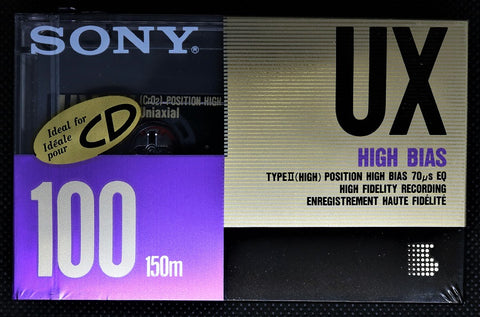 SONY®
(CrO2) POSITION HIGH
Uniaxial
Ideal for
Idéale
pour
CD
100
150m
UX
HIGH BIAS
TYPE II (HIGH) POSITION HIGH BIAS 70μs EQ
HIGH FIDELITY RECORDING
ENREGISTREMENT HAUTE FIDÉLITÉ